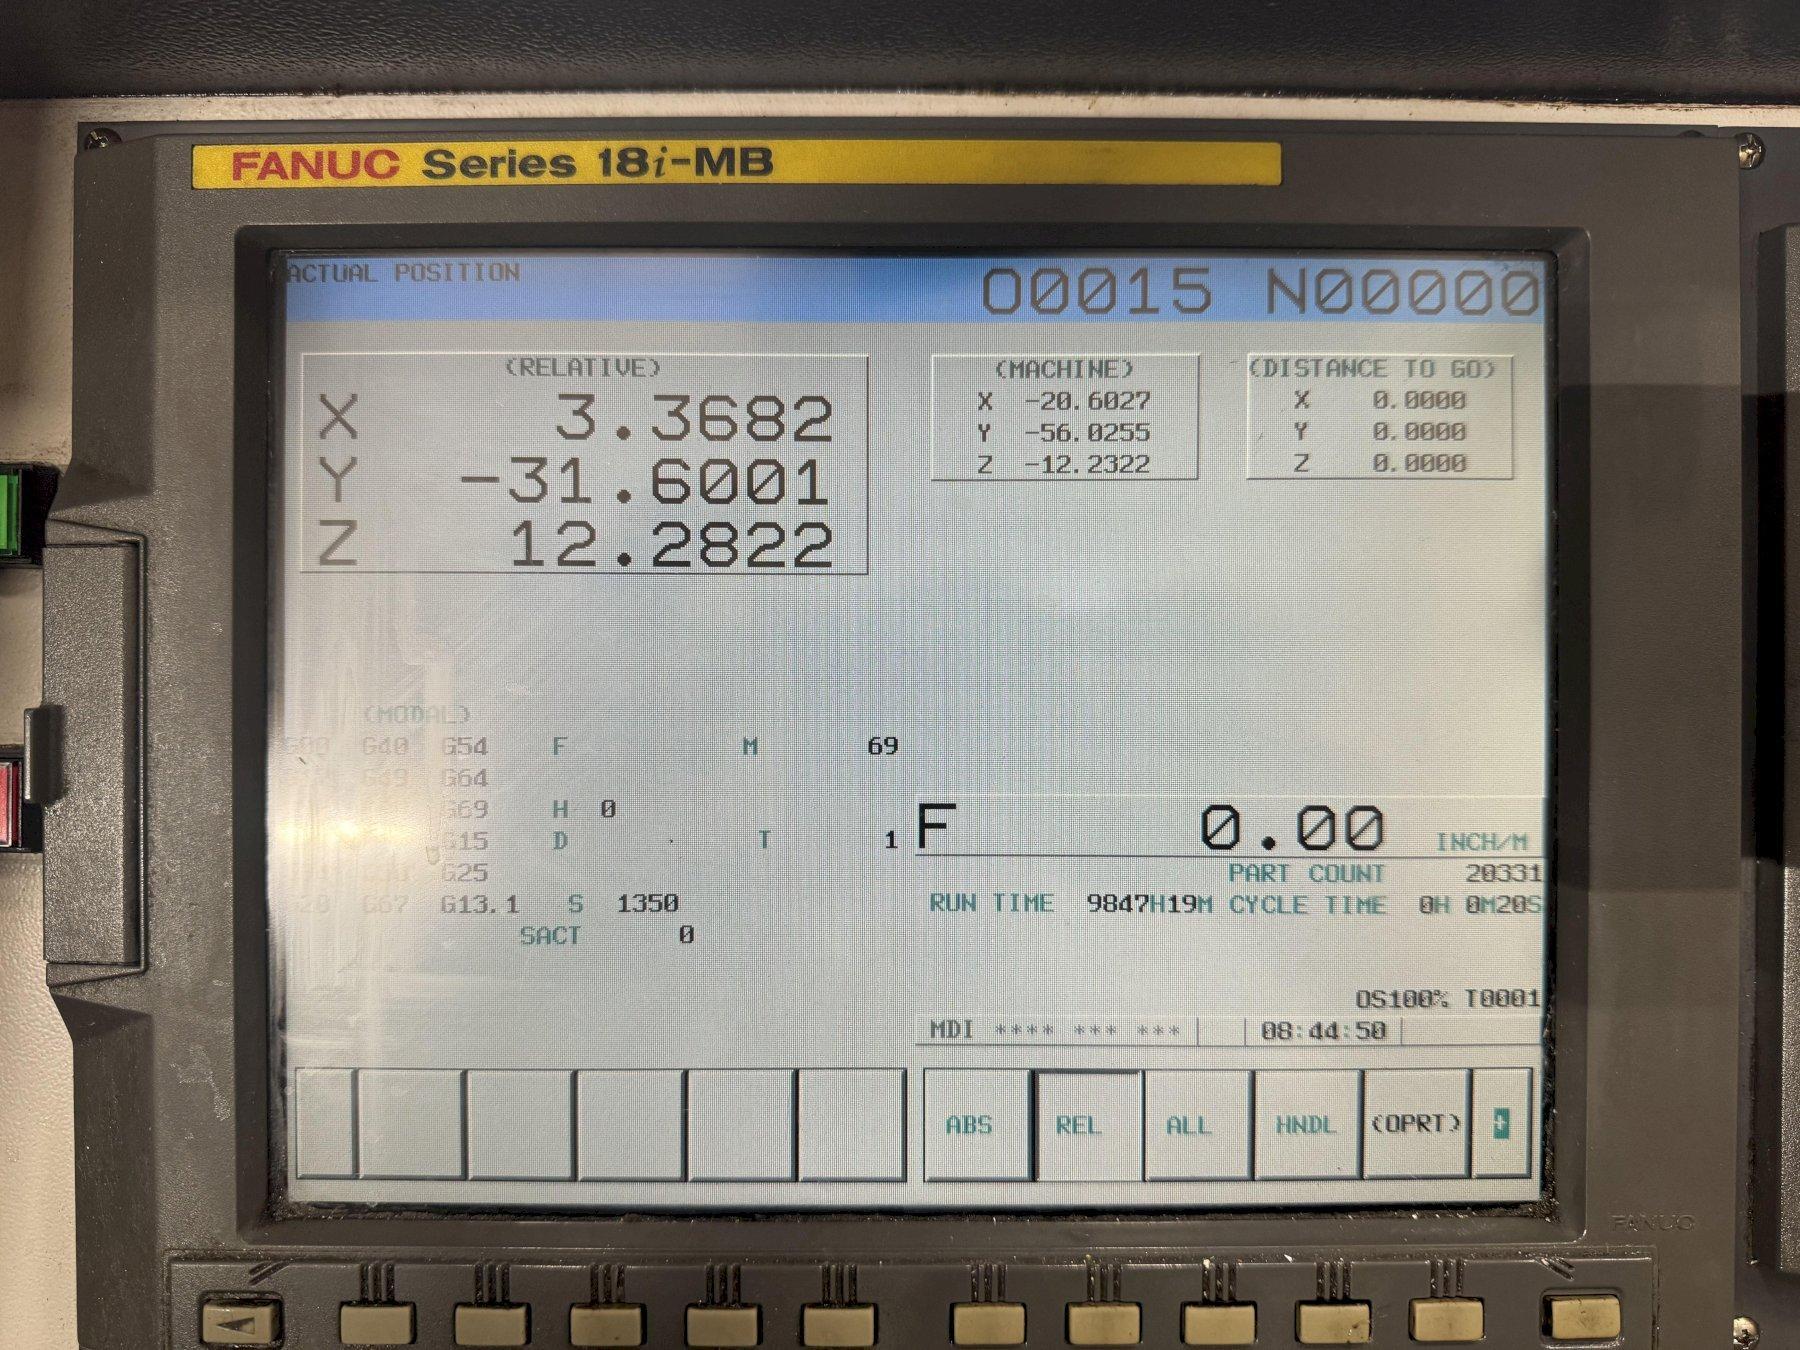 FANUC Series 18i-MB
ACTUAL POSITION O0015 N00000
(RELATIVE)
X 3.3682
Y -31.6001
Z 12.2822
(MACHINE)
X -20.6027
Y -56.0255
Z -12.2322
(DISTANCE TO GO)
X 0.0000
Y 0.0000
Z 0.0000
(MODAL)
G40 G54 F M 69
G49 G64
G69 H 0
G15 D T 1
G25
G67 G13.1 S 1350
SACT 0
F 0.00 INCH/M
PART COUNT 20331
RUN TIME 9847H19M CYCLE TIME 0H 0M20S
OS100% T0001
MDI **** *** *** 08:44:50
ABS REL ALL HNDL (OPRT) +
FANUC